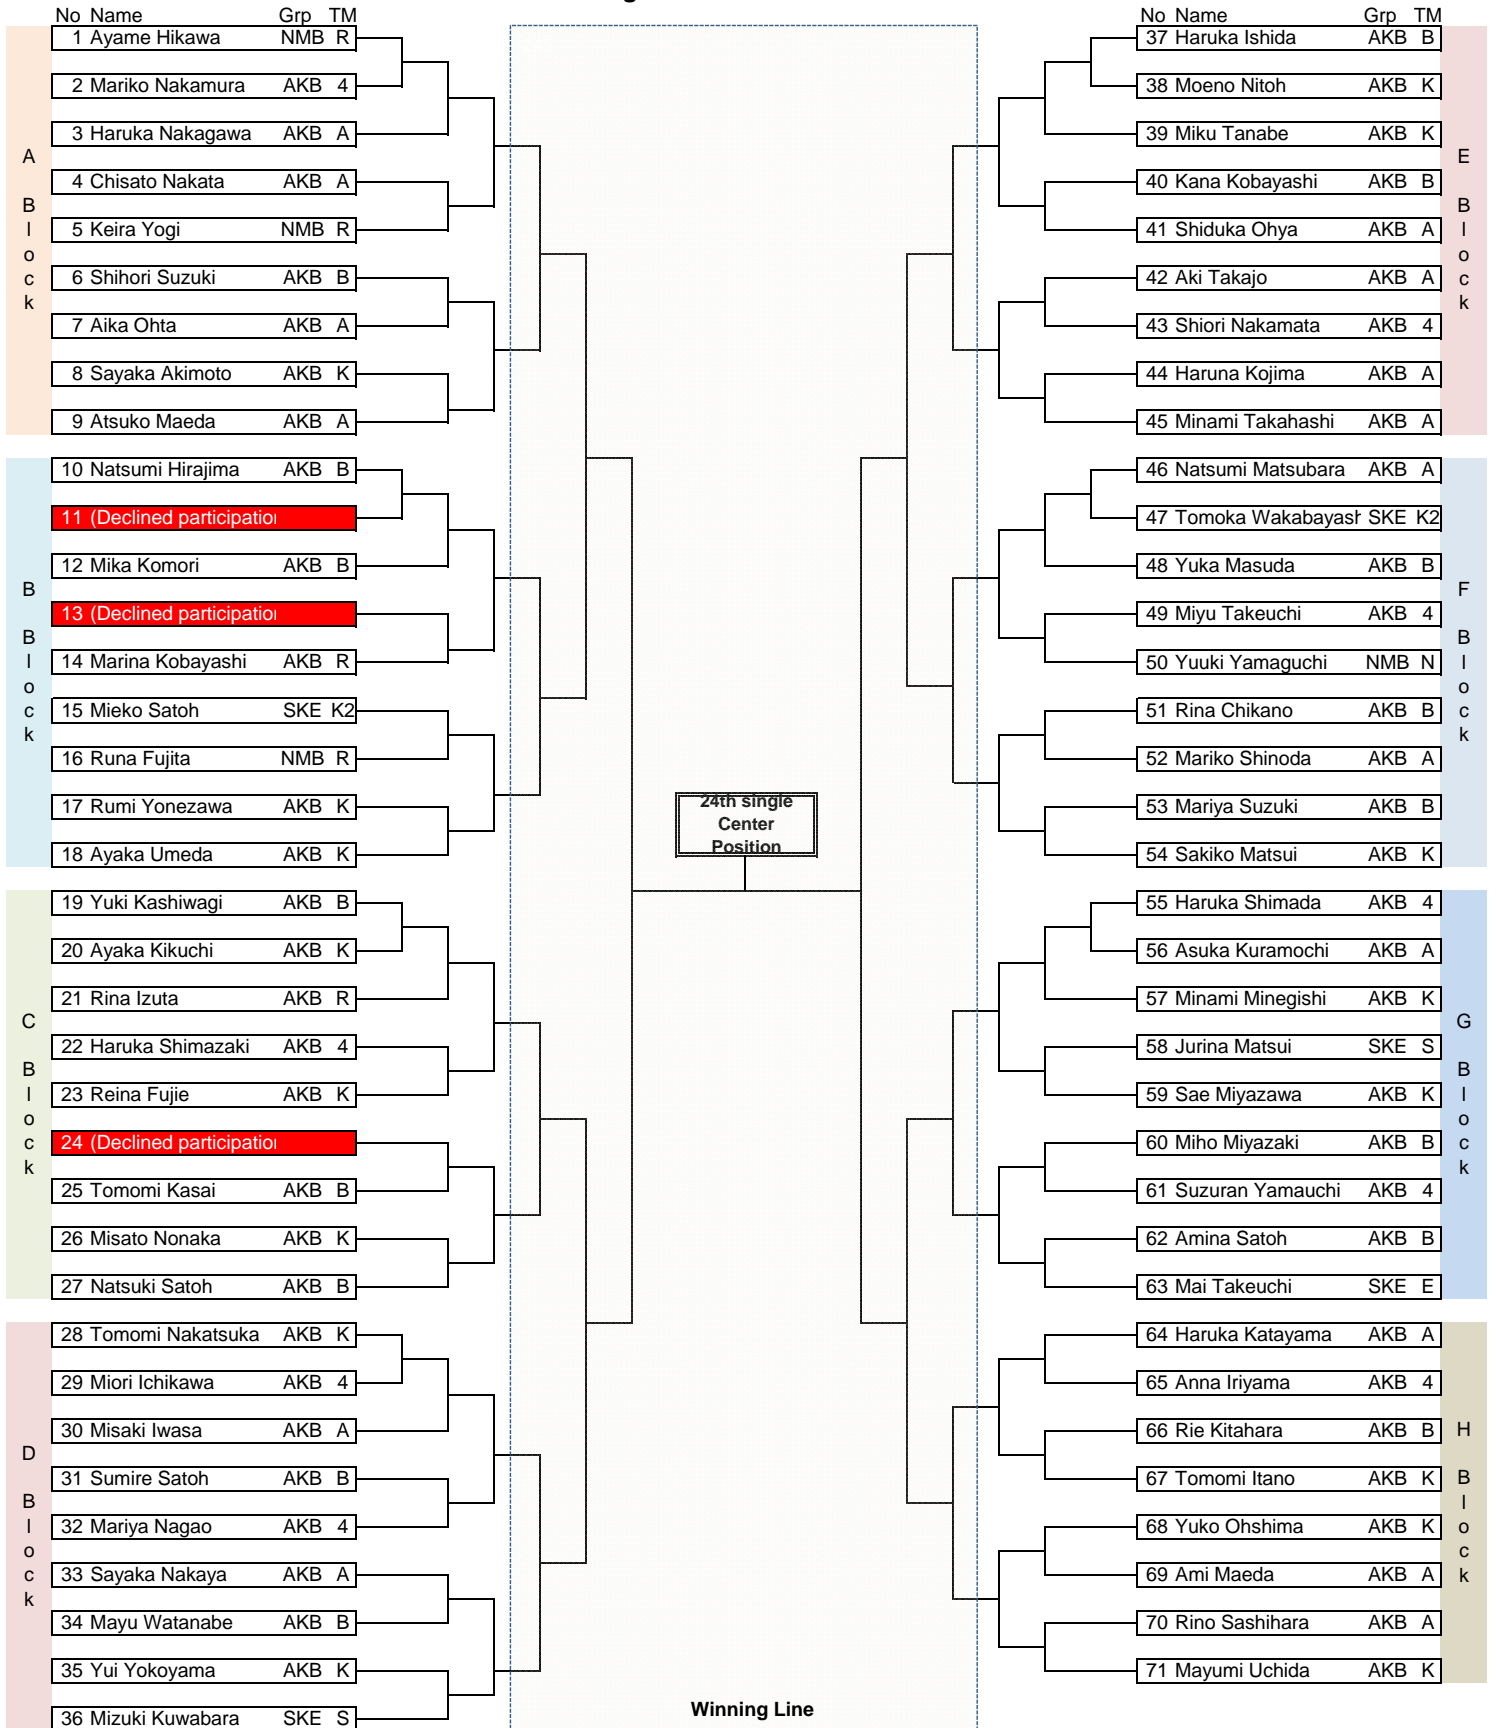 No Name Grp TM
1 Ayame Hikawa NMB R
2 Mariko Nakamura AKB 4
3 Haruka Nakagawa AKB A
4 Chisato Nakata AKB A
5 Keira Yogi NMB R
6 Shihori Suzuki AKB B
7 Aika Ohta AKB A
8 Sayaka Akimoto AKB K
9 Atsuko Maeda AKB A
A Block
10 Natsumi Hirajima AKB B
11 (Declined participation
12 Mika Komori AKB B
13 (Declined participation
14 Marina Kobayashi AKB R
15 Mieko Satoh SKE K2
16 Runa Fujita NMB R
17 Rumi Yonezawa AKB K
18 Ayaka Umeda AKB K
B Block
19 Yuki Kashiwagi AKB B
20 Ayaka Kikuchi AKB K
21 Rina Izuta AKB R
22 Haruka Shimazaki AKB 4
23 Reina Fujie AKB K
24 (Declined participation
25 Tomomi Kasai AKB B
26 Misato Nonaka AKB K
27 Natsuki Satoh AKB B
C Block
28 Tomomi Nakatsuka AKB K
29 Miori Ichikawa AKB 4
30 Misaki Iwasa AKB A
31 Sumire Satoh AKB B
32 Mariya Nagao AKB 4
33 Sayaka Nakaya AKB A
34 Mayu Watanabe AKB B
35 Yui Yokoyama AKB K
36 Mizuki Kuwabara SKE S
D Block
24th single
Center
Position
Winning Line
No Name Grp TM
37 Haruka Ishida AKB B
38 Moeno Nitoh AKB K
39 Miku Tanabe AKB K
40 Kana Kobayashi AKB B
41 Shiduka Ohya AKB A
42 Aki Takajo AKB A
43 Shiori Nakamata AKB 4
44 Haruna Kojima AKB A
45 Minami Takahashi AKB A
E Block
46 Natsumi Matsubara AKB A
47 Tomoka Wakabayash SKE K2
48 Yuka Masuda AKB B
49 Miyu Takeuchi AKB 4
50 Yuuki Yamaguchi NMB N
51 Rina Chikano AKB B
52 Mariko Shinoda AKB A
53 Mariya Suzuki AKB B
54 Sakiko Matsui AKB K
F Block
55 Haruka Shimada AKB 4
56 Asuka Kuramochi AKB A
57 Minami Minegishi AKB K
58 Jurina Matsui SKE S
59 Sae Miyazawa AKB K
60 Miho Miyazaki AKB B
61 Suzuran Yamauchi AKB 4
62 Amina Satoh AKB B
63 Mai Takeuchi SKE E
G Block
64 Haruka Katayama AKB A
65 Anna Iriyama AKB 4
66 Rie Kitahara AKB B
67 Tomomi Itano AKB K
68 Yuko Ohshima AKB K
69 Ami Maeda AKB A
70 Rino Sashihara AKB A
71 Mayumi Uchida AKB K
H Block